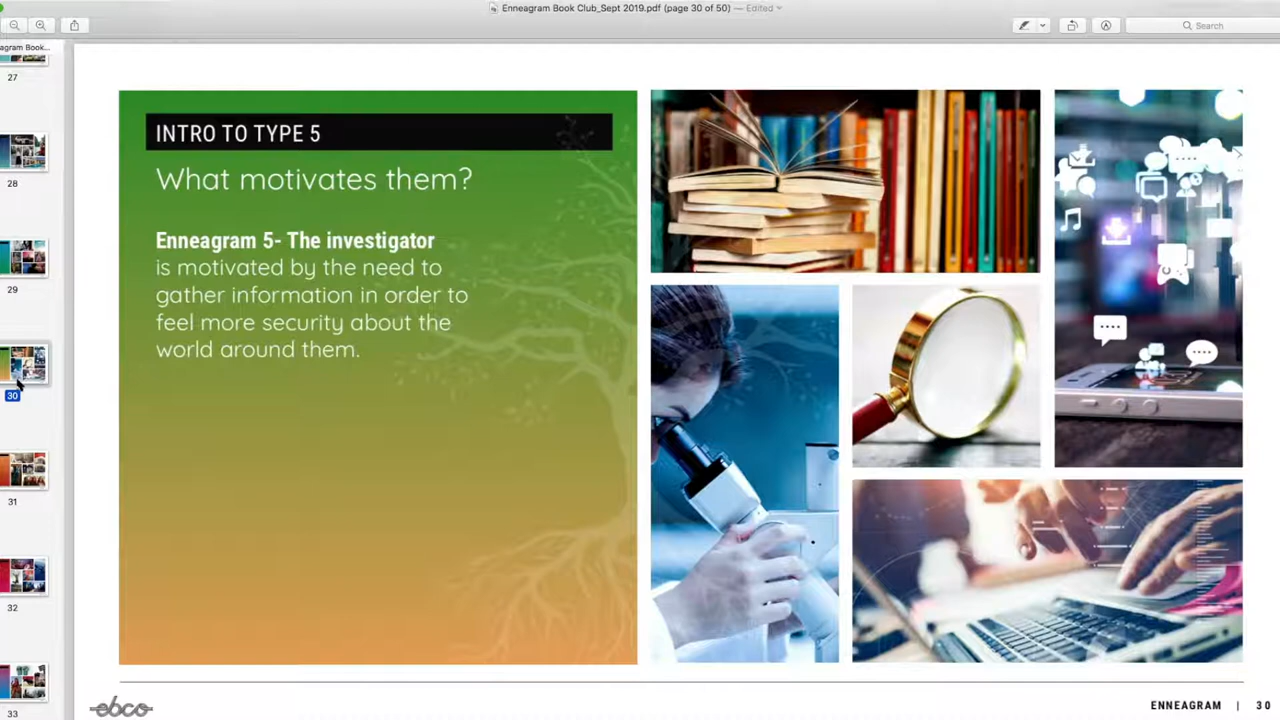 Enneagram Book Club_Sept 2019.pdf (page 30 of 50) — Edited
Search
agram Book...
27
28
29
30
31
32
33
INTRO TO TYPE 5
What motivates them?
Enneagram 5- The investigator
is motivated by the need to
gather information in order to
feel more security about the
world around them.
ebco
ENNEAGRAM | 30